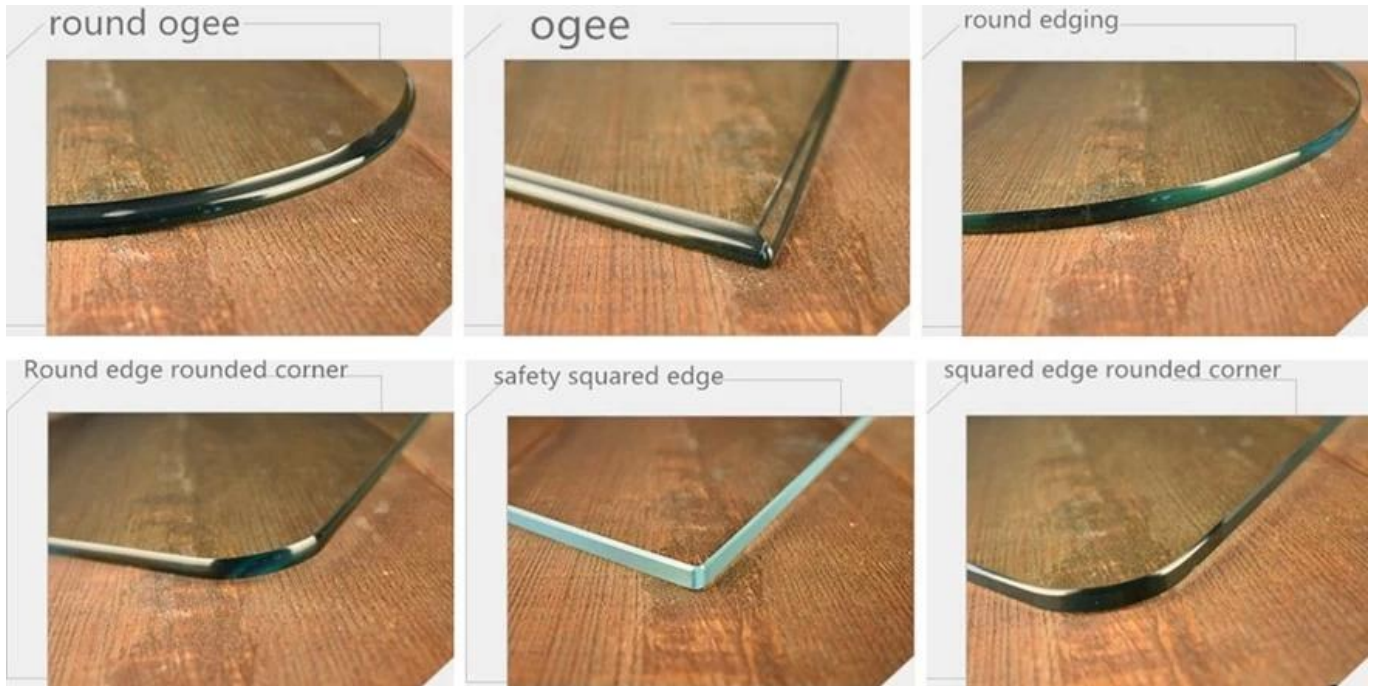 round ogee
ogee
round edging
Round edge rounded corner
safety squared edge
squared edge rounded corner